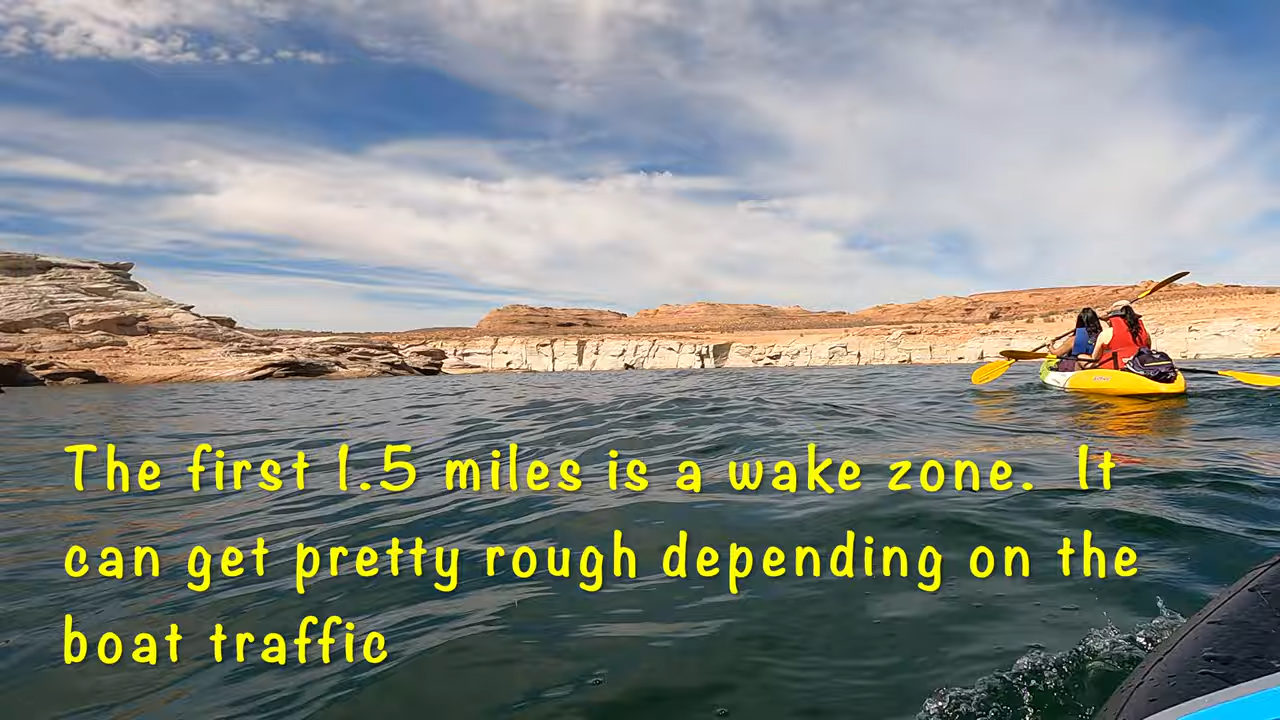 The first 1.5 miles is a wake zone.  It
can get pretty rough depending on the
boat traffic